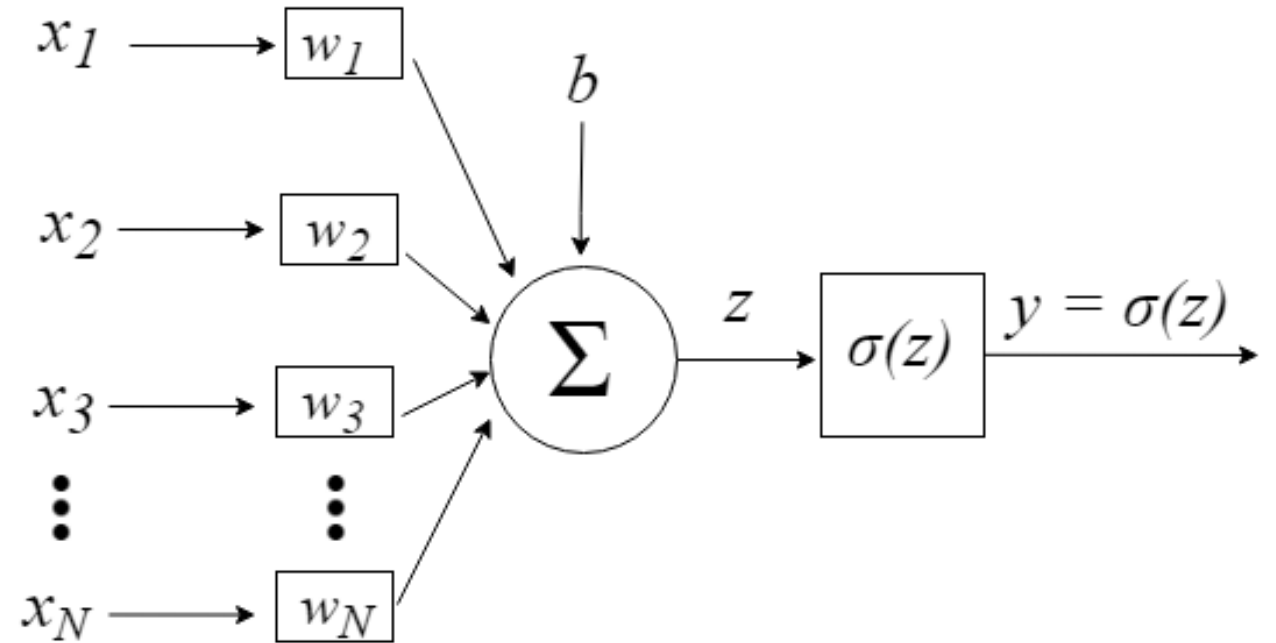 x1 w1
b
x2 w2
Σ z σ(z) y = σ(z)
x3 w3
xN wN